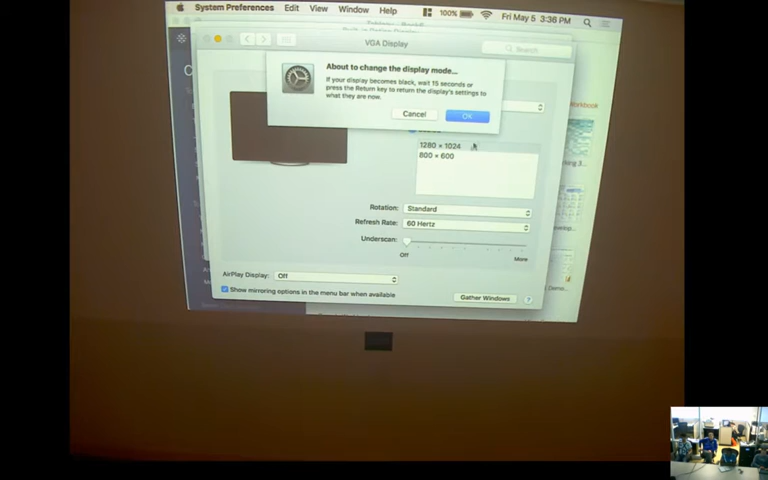 System Preferences Edit View Window Help 100% Fri May 5 3:36 PM
VGA Display
Search
About to change the display mode...
If your display becomes black, wait 15 seconds or
press the Return key to return the display's settings to
what they are now.
Cancel OK
Workbook
1280 × 1024
800 × 600
Rotation: Standard
Refresh Rate: 60 Hertz
Underscan:
Off More
AirPlay Display: Off
Show mirroring options in the menu bar when available
Gather Windows ?